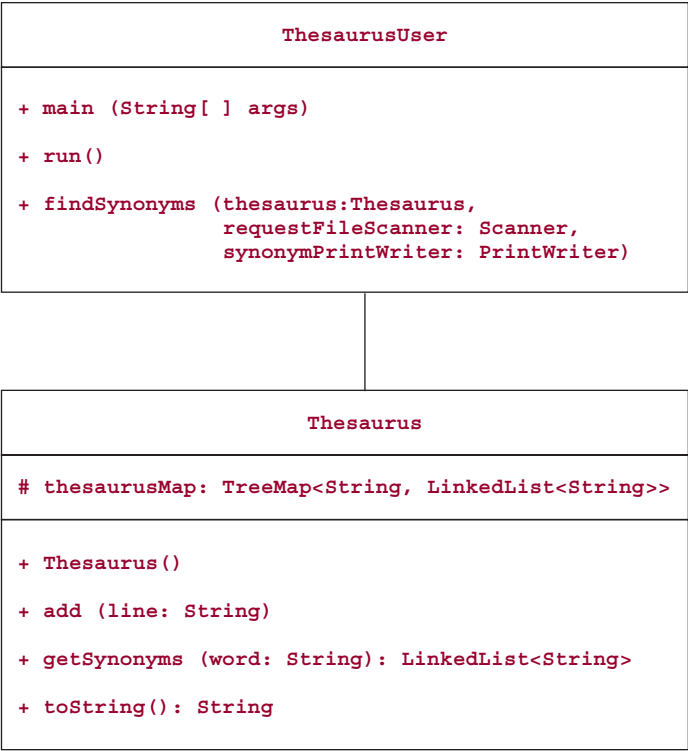 ThesaurusUser
+ main (String[ ] args)
+ run()
+ findSynonyms (thesaurus:Thesaurus,
requestFileScanner: Scanner,
synonymPrintWriter: PrintWriter)
Thesaurus
# thesaurusMap: TreeMap<String, LinkedList<String>>
+ Thesaurus()
+ add (line: String)
+ getSynonyms (word: String): LinkedList<String>
+ toString(): String